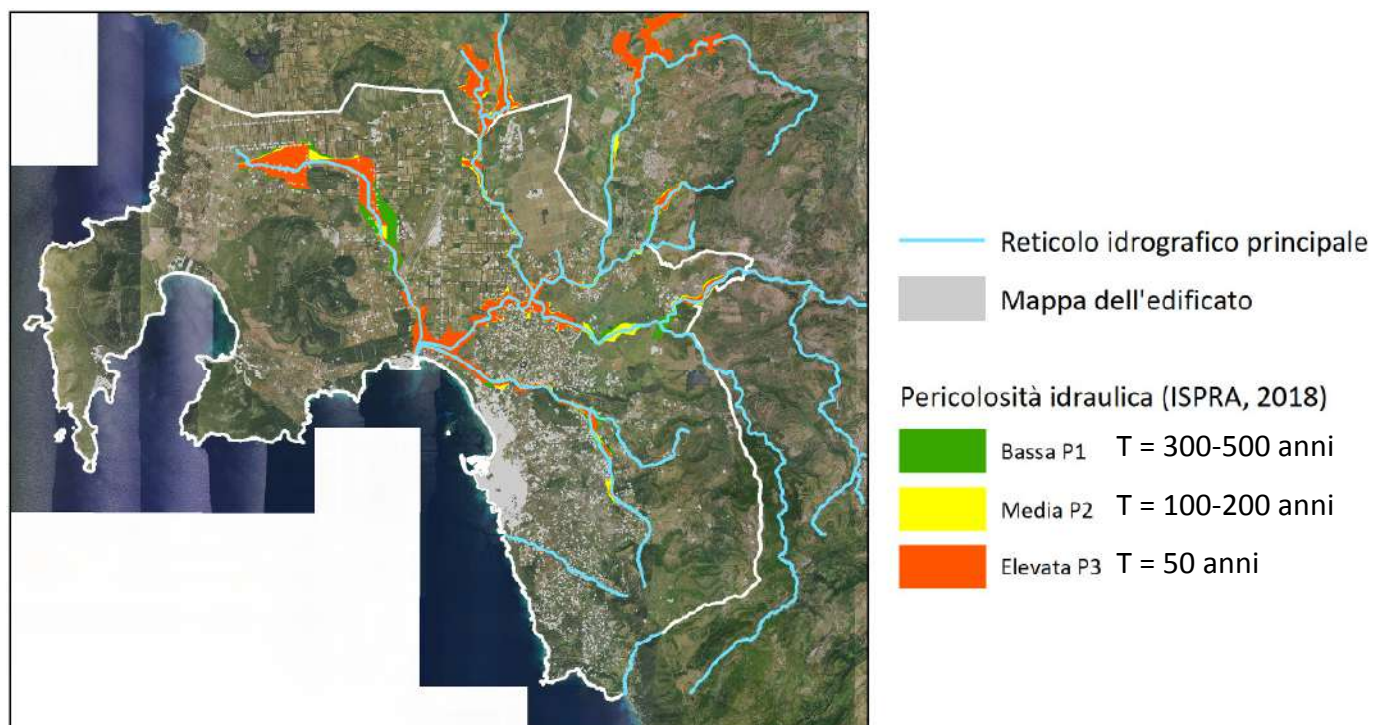 Reticolo idrografico principale
Mappa dell'edificato
Pericolosità idraulica (ISPRA, 2018)
Bassa P1 T = 300-500 anni
Media P2 T = 100-200 anni
Elevata P3 T = 50 anni